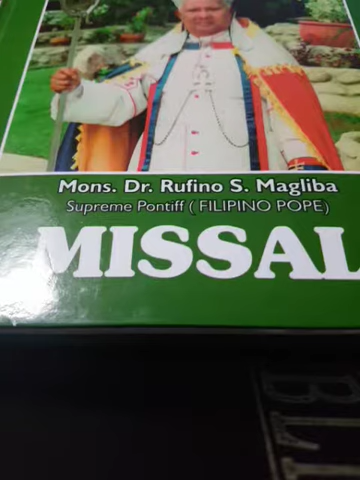 Mons. Dr. Rufino S. Magliba
Supreme Pontiff ( FILIPINO POPE)
MISSAL